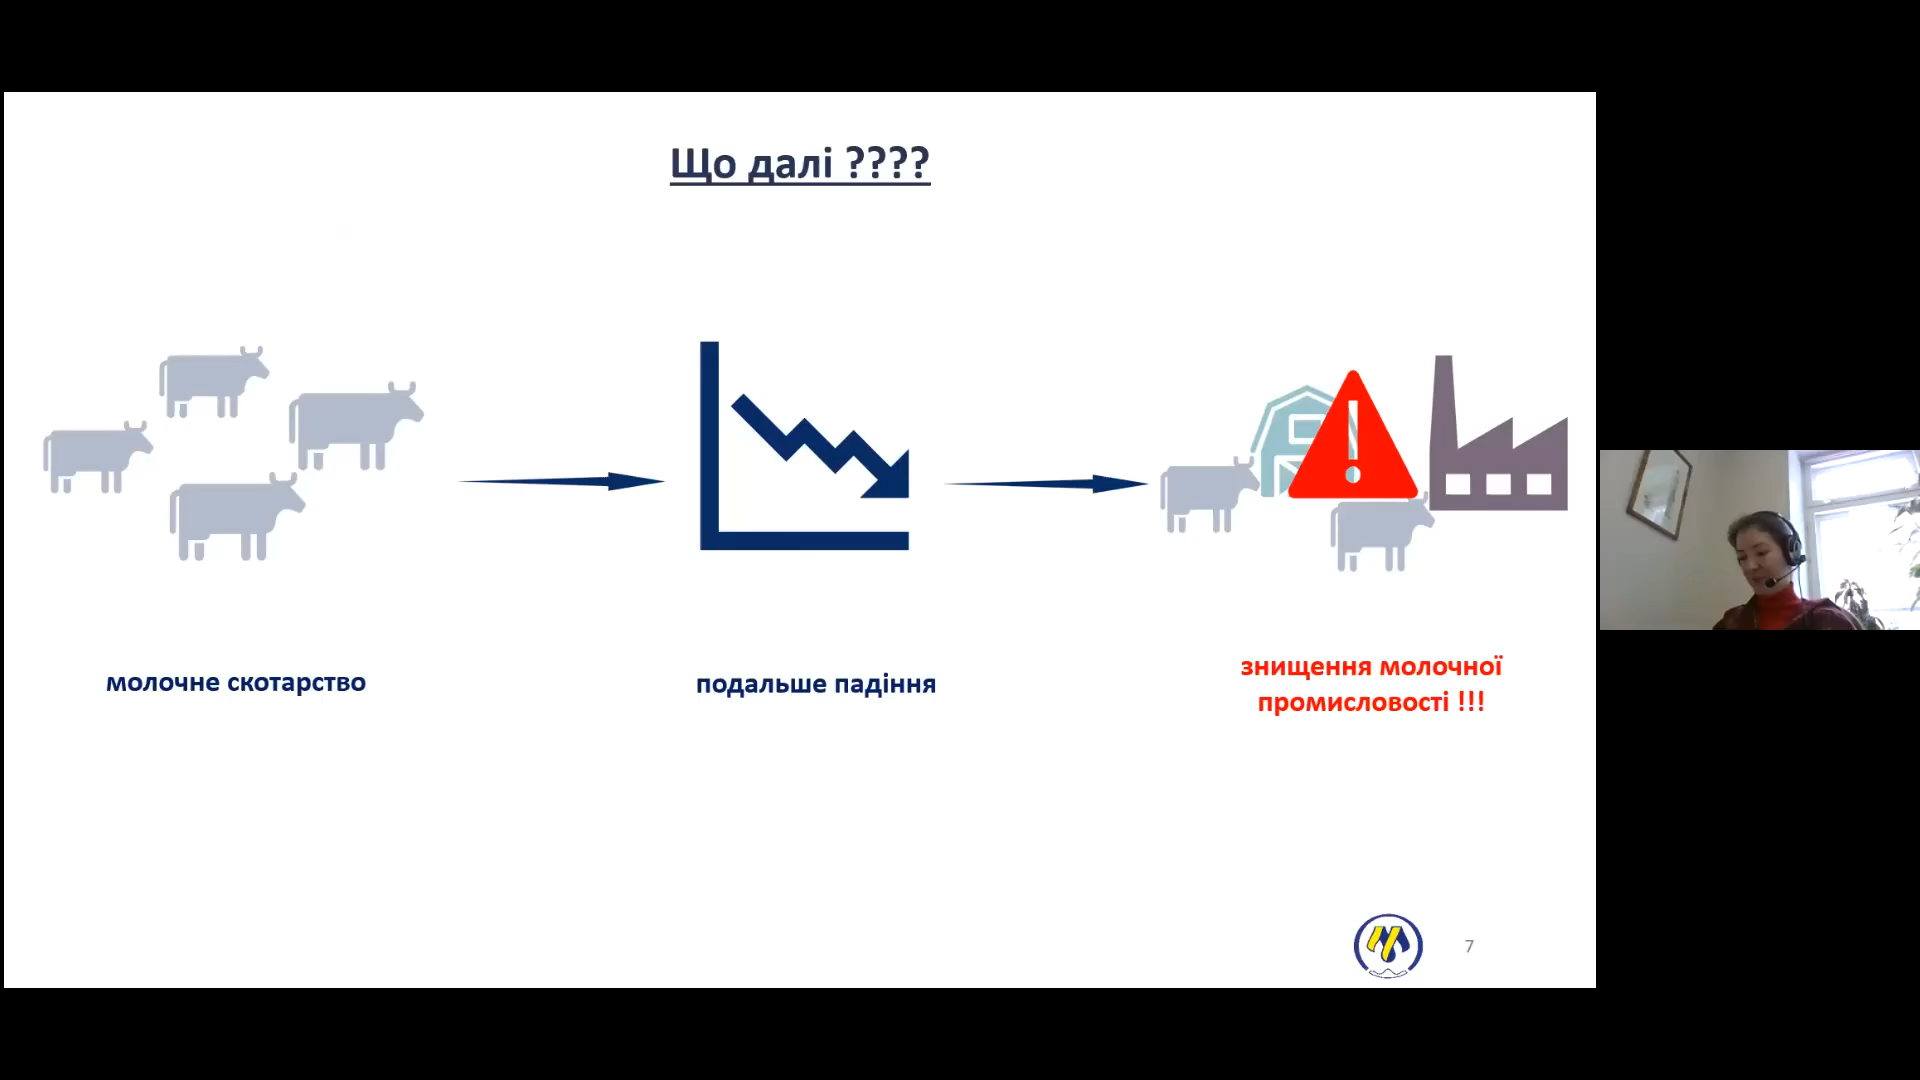 Що далі ????
молочне скотарство
подальше падіння
знищення молочної
промисловості !!!
7